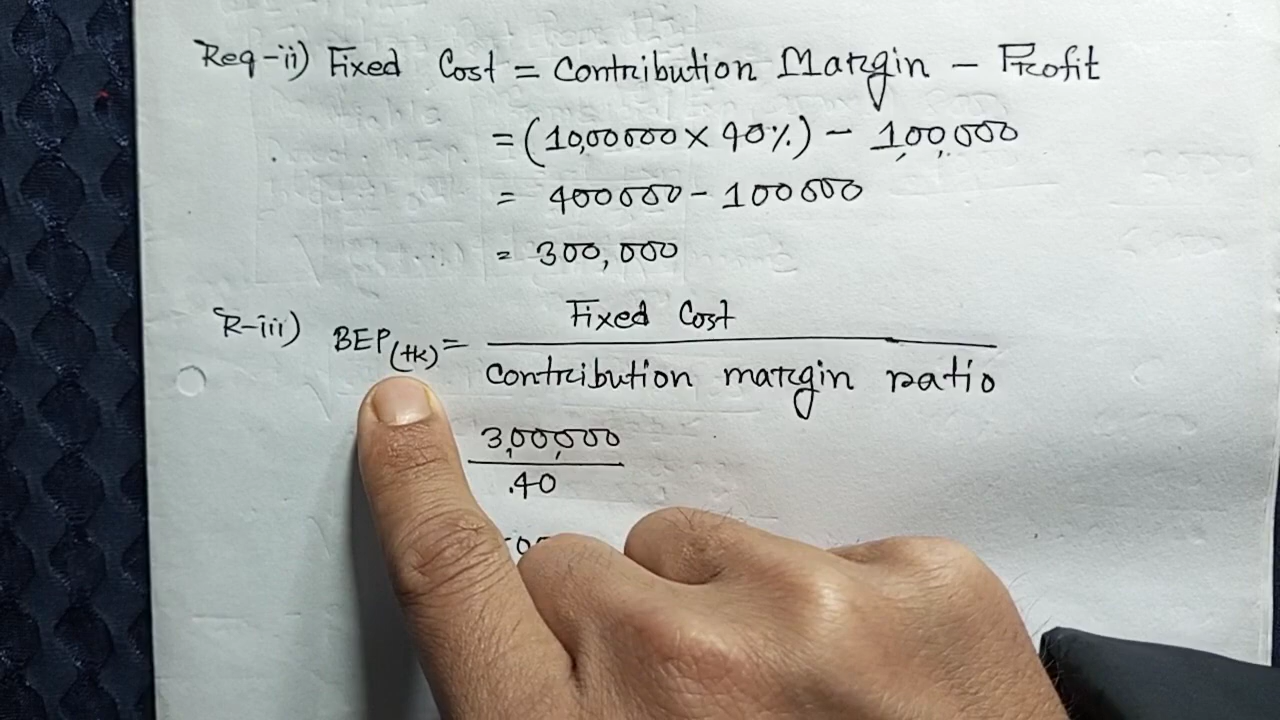 Req-ii) Fixed Cost = Contribution Margin - Profit
= (10,00000 × 40%) - 1,00,000
= 400000 - 100000
= 300,000
R-iii) BEP(tk) = Fixed Cost
Contribution margin ratio
3,00,000
.40